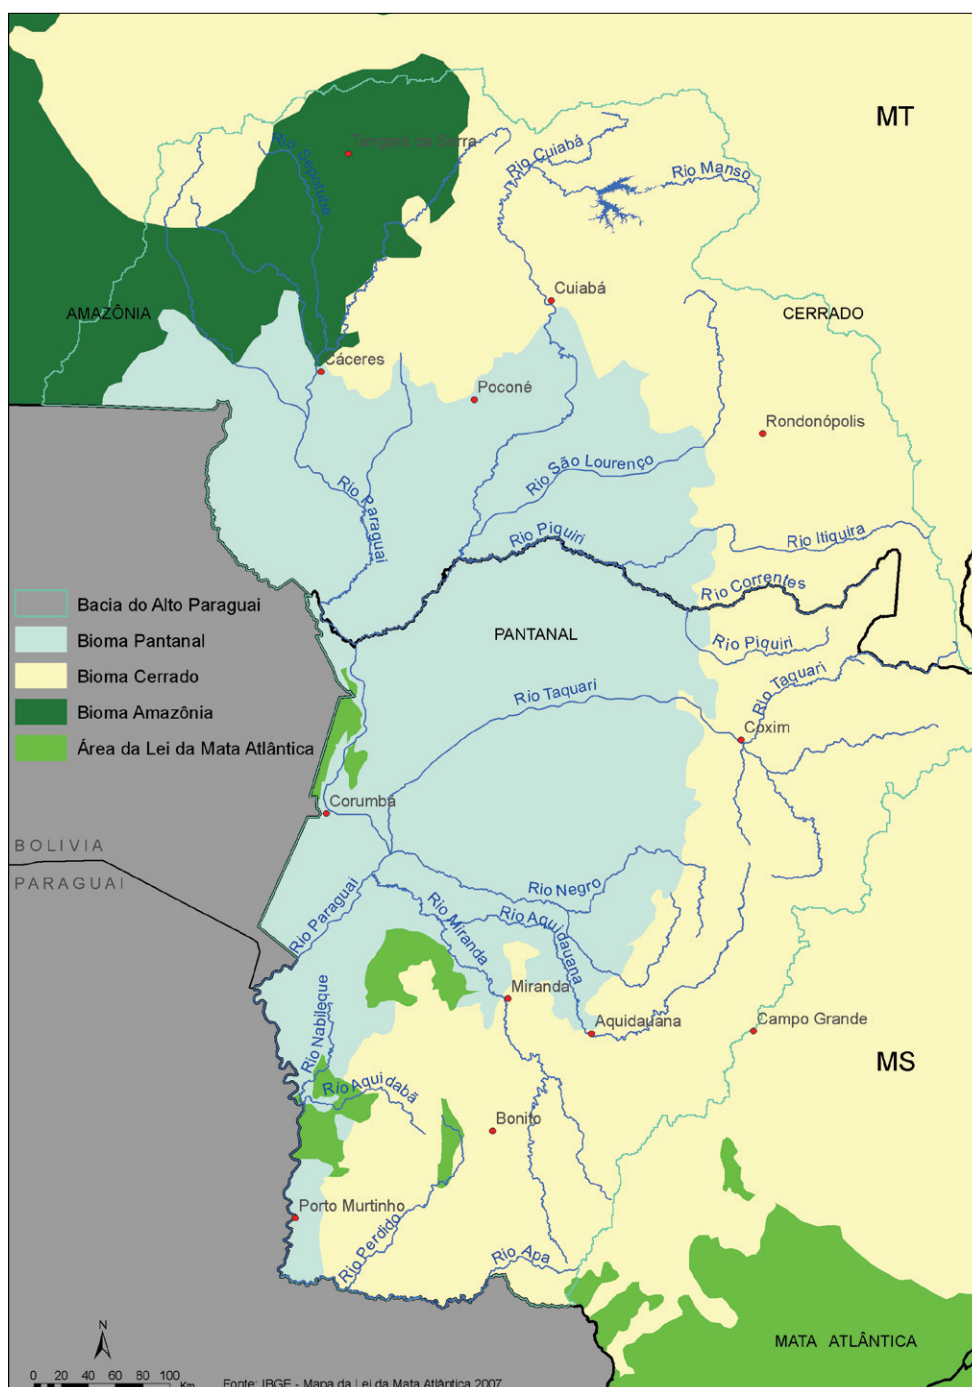 MT
Tangará da Serra
Rio Sepotuba
Rio Cuiabá
Rio Manso
Cuiabá
AMAZÔNIA
CERRADO
Cáceres
Poconé
Rondonópolis
Rio São Lourenço
Rio Paraguai
Rio Piquiri
Rio Itiquira
Rio Correntes
Bacia do Alto Paraguai
Bioma Pantanal
Bioma Cerrado
Bioma Amazônia
Área da Lei da Mata Atlântica
PANTANAL
Rio Piquiri
Rio Taquari
Rio Taquari
Coxim
Corumbá
BOLIVIA
PARAGUAI
Rio Negro
Rio Paraguai
Rio Miranda
Rio Aquidauana
Miranda
Aquidauana
Campo Grande
Rio Nabileque
MS
Rio Aquidabã
Bonito
Porto Murtinho
Rio Perdido
Rio Apa
MATA ATLÂNTICA
N
0 20 40 60 80 100
Km
Fonte: IBGE - Mapa da Lei da Mata Atlântica 2007